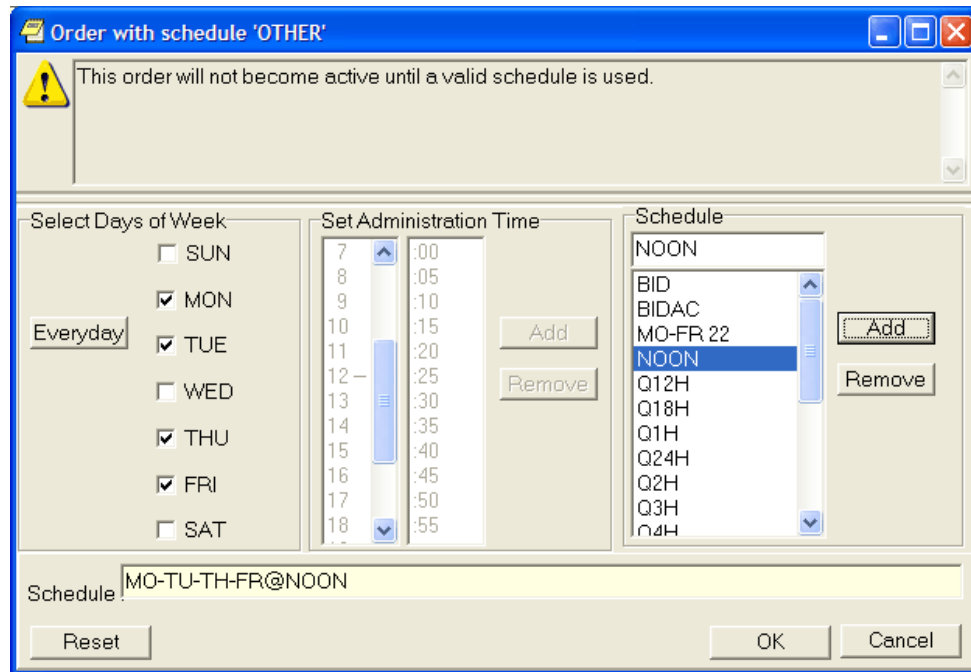 Order with schedule 'OTHER'
This order will not become active until a valid schedule is used.
Select Days of Week
SUN
MON
Everyday
TUE
WED
THU
FRI
SAT
Set Administration Time
7 :00
8 :05
9 :10
10 :15
11 :20
12 – :25
13 :30
14 :35
15 :40
16 :45
17 :50
18 :55
Add
Remove
Schedule
NOON
BID
BIDAC
MO-FR 22
NOON
Q12H
Q18H
Q1H
Q24H
Q2H
Q3H
Q4H
Add
Remove
Schedule :
MO-TU-TH-FR@NOON
Reset
OK
Cancel